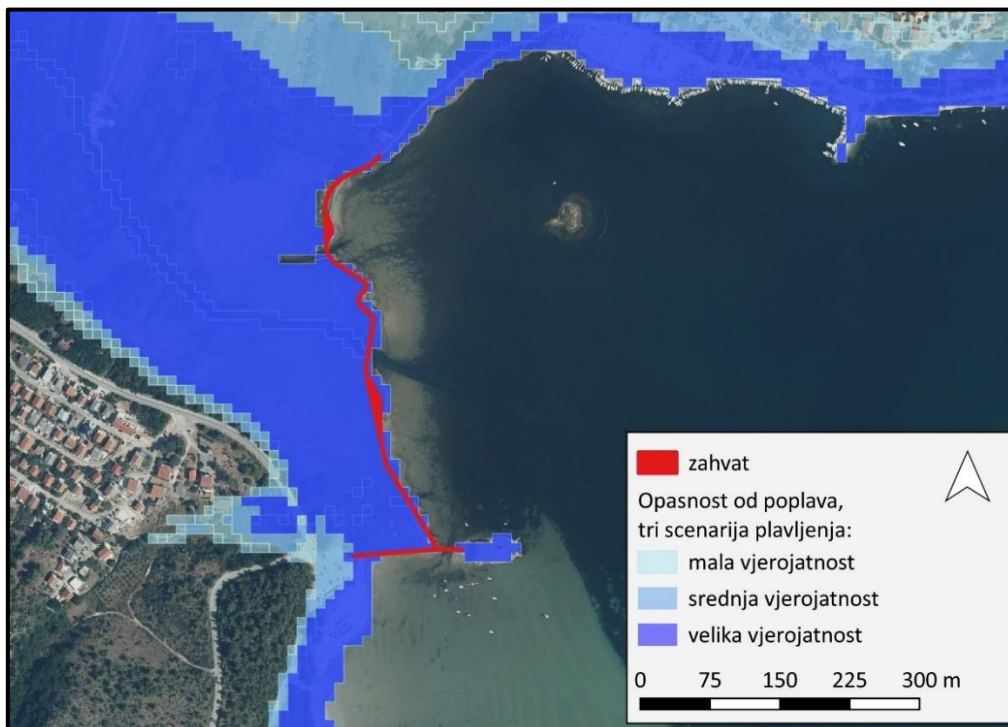 zahvat
Opasnost od poplava,
tri scenarija plavljenja:
mala vjerojatnost
srednja vjerojatnost
velika vjerojatnost
0 75 150 225 300 m